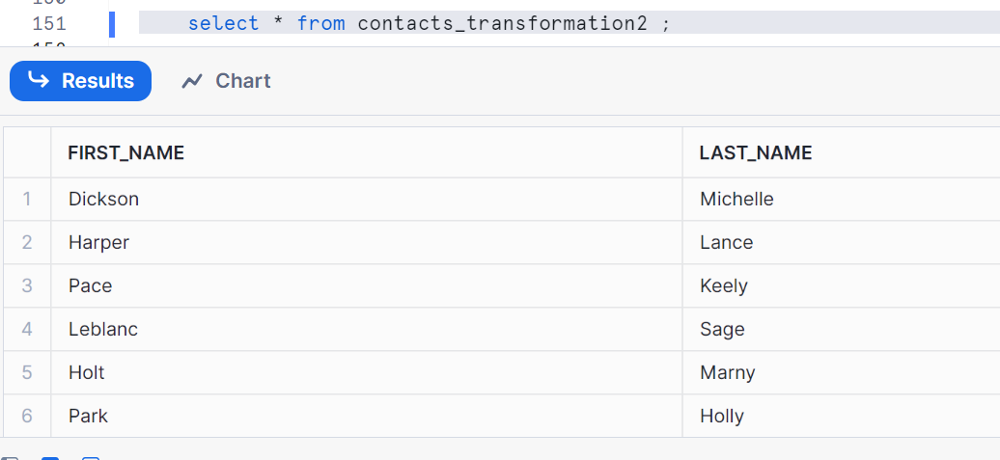 151 select * from contacts_transformation2 ;
Results Chart
FIRST_NAME LAST_NAME
1 Dickson Michelle
2 Harper Lance
3 Pace Keely
4 Leblanc Sage
5 Holt Marny
6 Park Holly